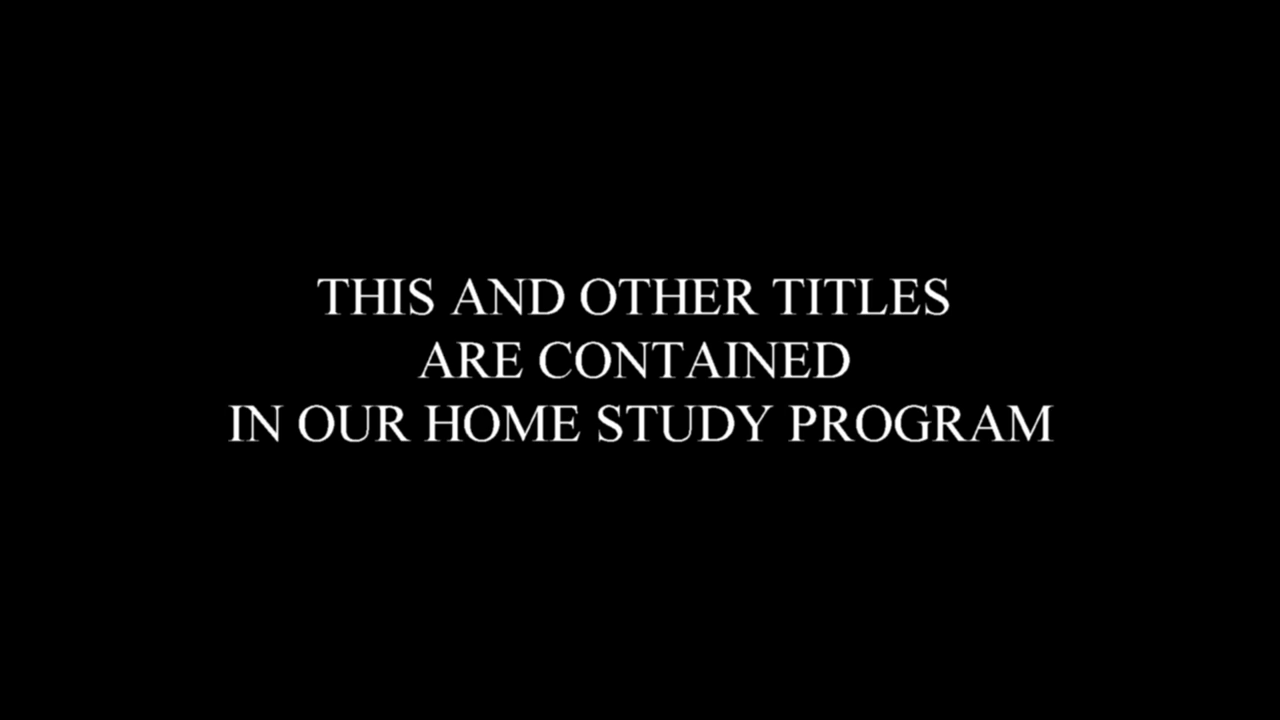 THIS AND OTHER TITLES
ARE CONTAINED
IN OUR HOME STUDY PROGRAM